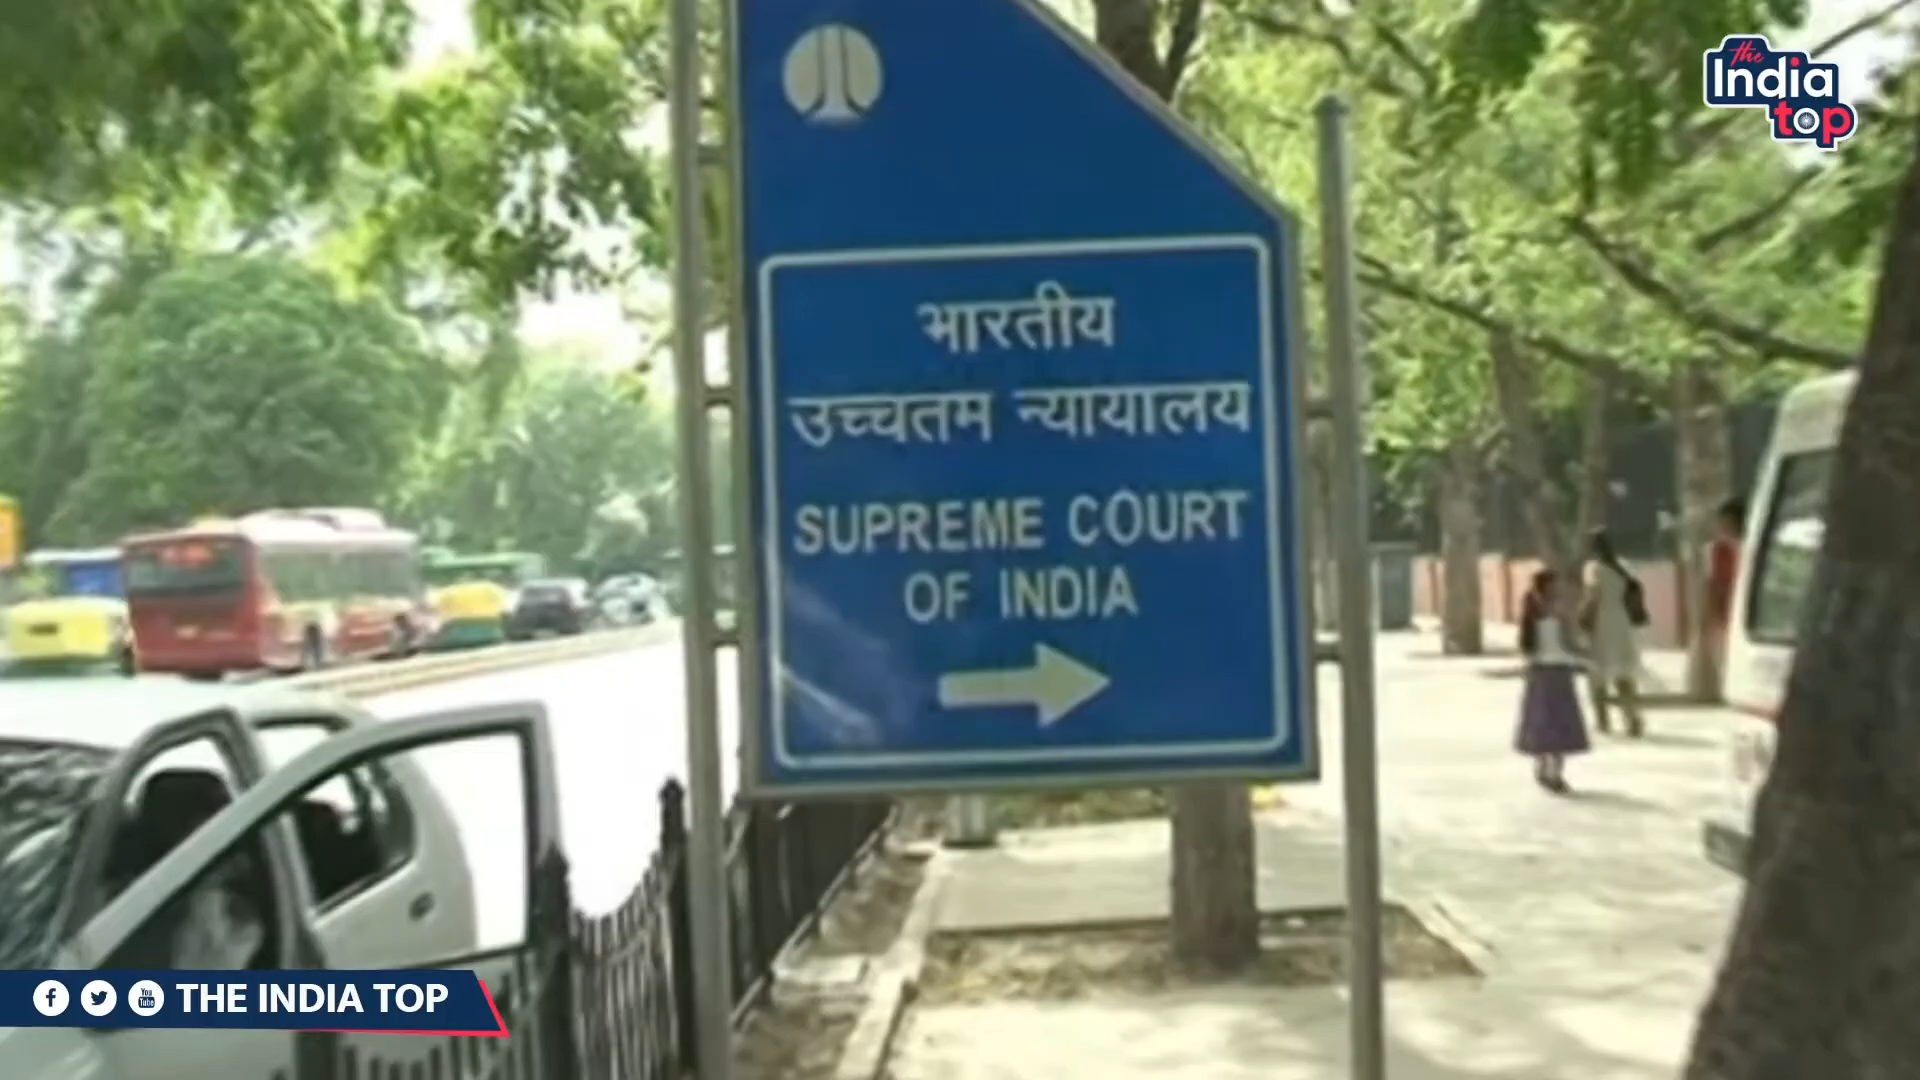 the
India
top
भारतीय
उच्चतम न्यायालय
SUPREME COURT
OF INDIA
THE INDIA TOP